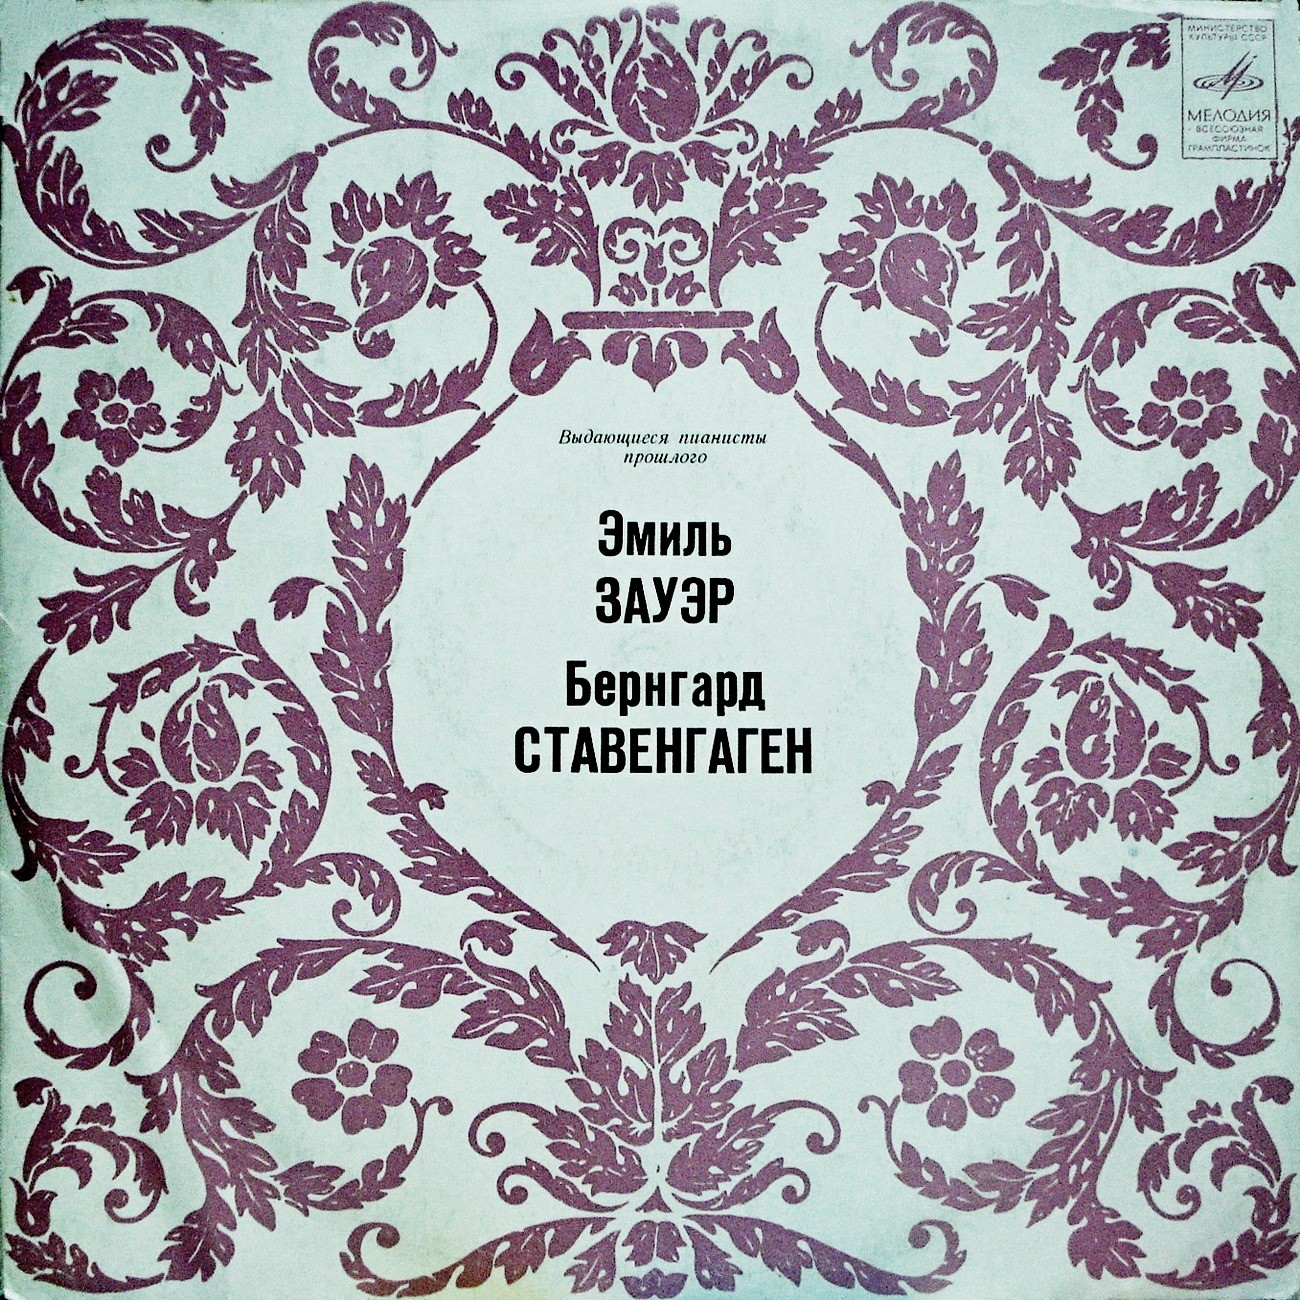 МИНИСТЕРСТВО
КУЛЬТУРЫ СССР
МЕЛОДИЯ
ВСЕСОЮЗНАЯ
ФИРМА
ГРАМПЛАСТИНОК
Выдающиеся пианисты
прошлого
Эмиль
ЗАУЭР
Бернгард
СТАВЕНГАГЕН